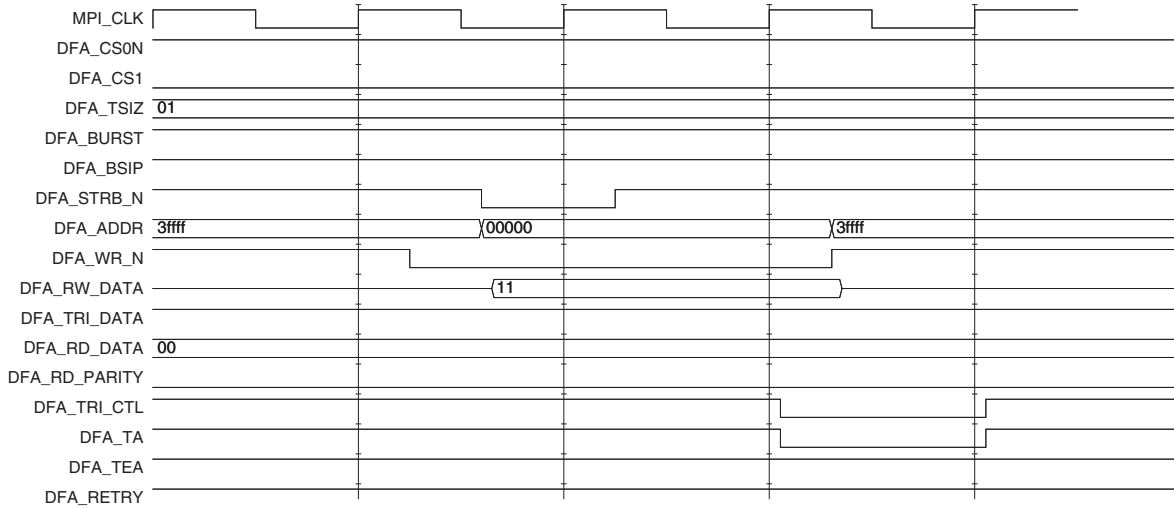 MPI_CLK
DFA_CS0N
DFA_CS1
DFA_TSIZ 01
DFA_BURST
DFA_BSIP
DFA_STRB_N
DFA_ADDR 3ffff 00000 3ffff
DFA_WR_N
DFA_RW_DATA 11
DFA_TRI_DATA
DFA_RD_DATA 00
DFA_RD_PARITY
DFA_TRI_CTL
DFA_TA
DFA_TEA
DFA_RETRY